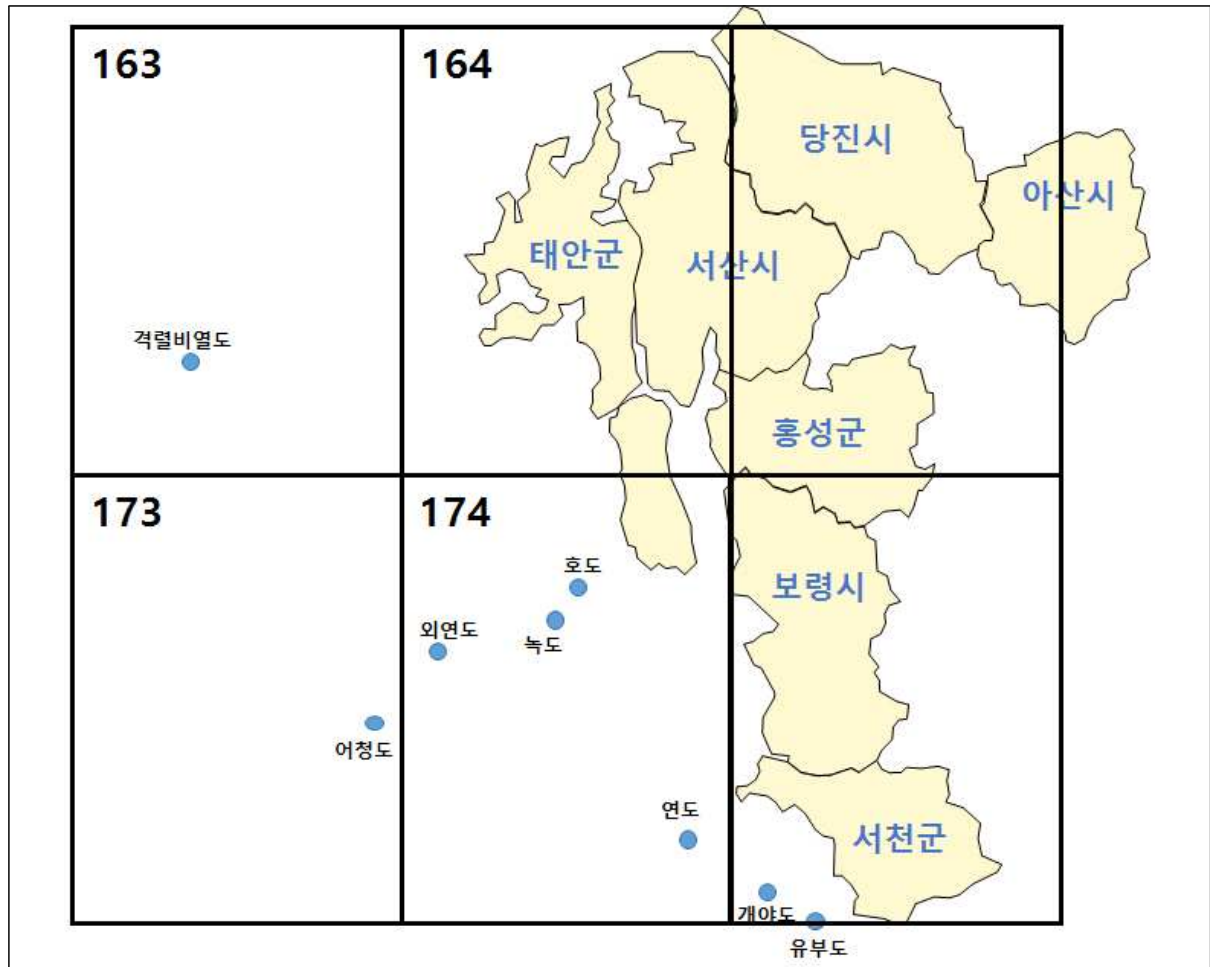 163
164
당진시
아산시
태안군
서산시
격렬비열도
홍성군
173
174
호도
보령시
외연도
녹도
어청도
연도
서천군
개야도
유부도